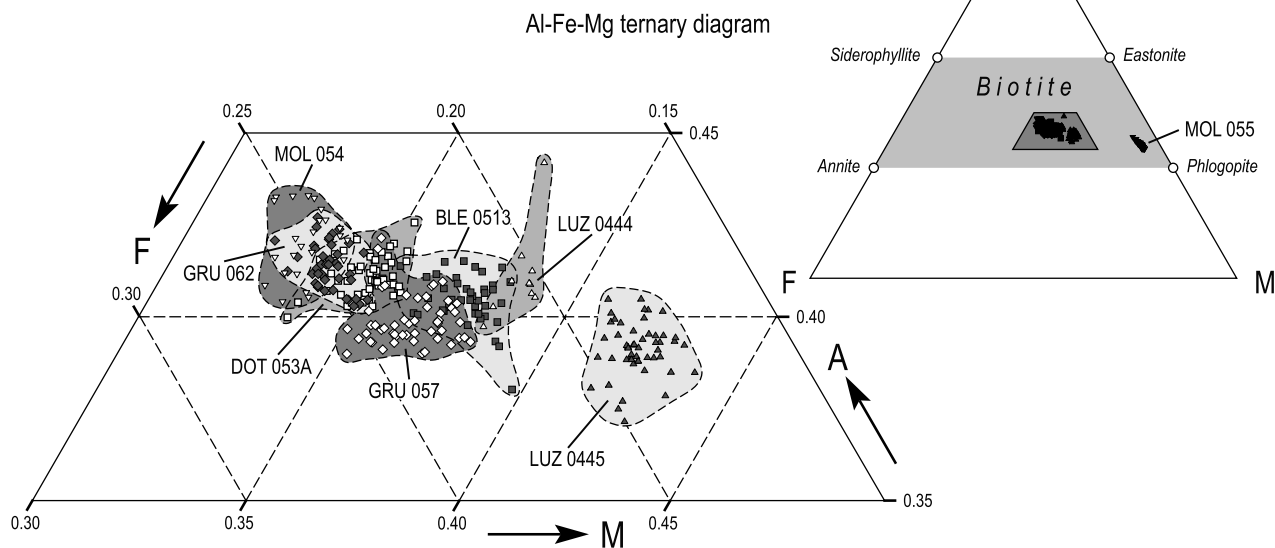 Al-Fe-Mg ternary diagram
Siderophyllite
Eastonite
Biotite
MOL 055
Annite
Phlogopite
F
M
0.25
0.20
0.15
0.45
MOL 054
F
BLE 0513
LUZ 0444
GRU 062
0.30
0.40
DOT 053A
GRU 057
A
LUZ 0445
0.35
0.30
0.35
0.40
0.45
M